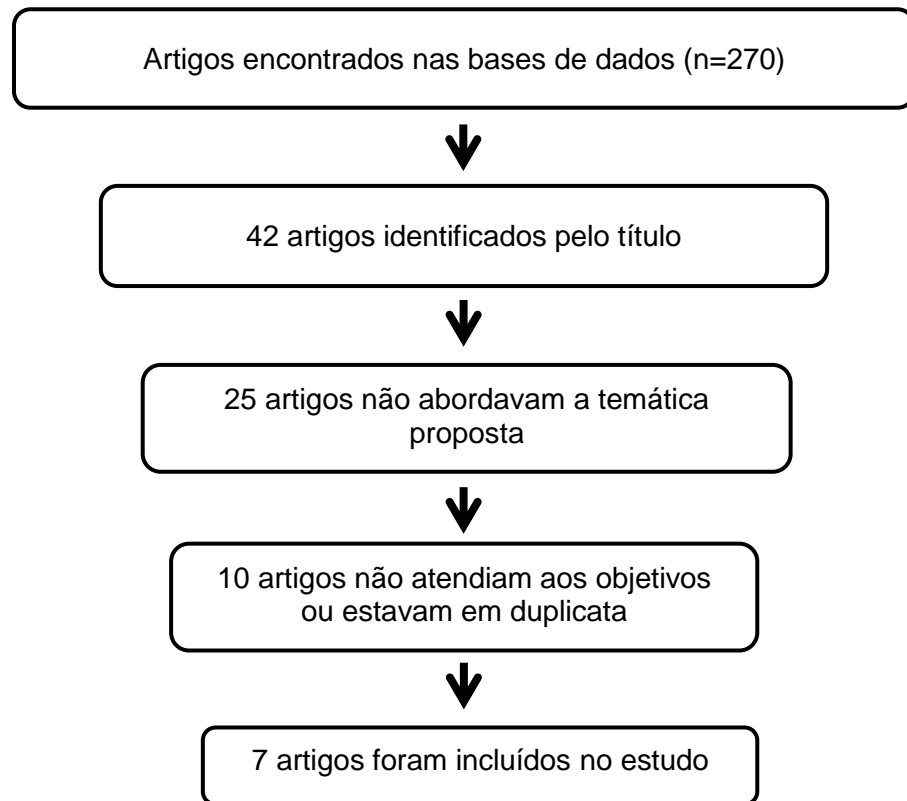 Artigos encontrados nas bases de dados (n=270)
42 artigos identificados pelo título
25 artigos não abordavam a temática
proposta
10 artigos não atendiam aos objetivos
ou estavam em duplicata
7 artigos foram incluídos no estudo